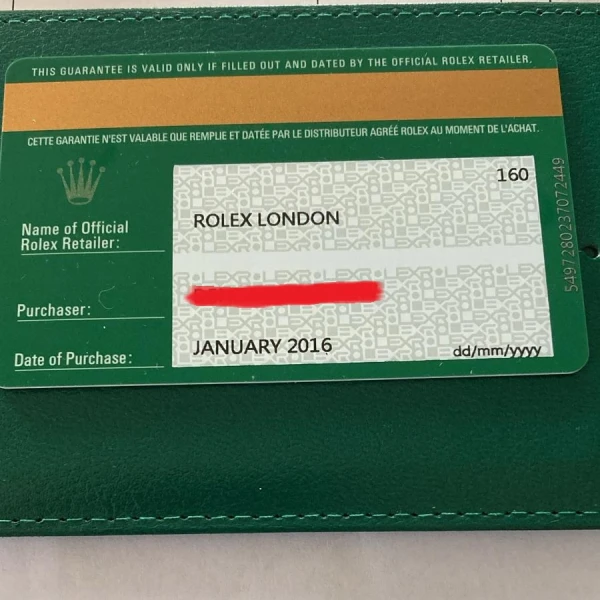 THIS GUARANTEE IS VALID ONLY IF FILLED OUT AND DATED BY THE OFFICIAL ROLEX RETAILER.
CETTE GARANTIE N'EST VALABLE QUE REMPLIE ET DATÉE PAR LE DISTRIBUTEUR AGRÉÉ ROLEX AU MOMENT DE L'ACHAT.
160
Name of Official
Rolex Retailer:
ROLEX LONDON
Purchaser:
Date of Purchase:
JANUARY 2016
dd/mm/yyyy
5497280237072449